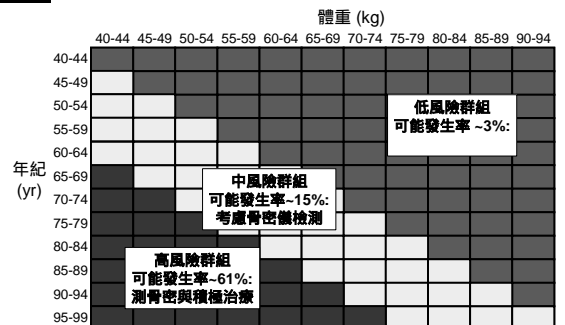 體重 (kg)
40-44 45-49 50-54 55-59 60-64 65-69 70-74 75-79 80-84 85-89 90-94
40-44
45-49
50-54
低風險群組
55-59
可能發生率 ~3%:
60-64
年紀
(yr)
65-69
中風險群組
70-74
可能發生率~15%:
75-79
考慮骨密儀檢測
80-84
高風險群組
85-89
可能發生率~61%:
90-94
測骨密與積極治療
95-99